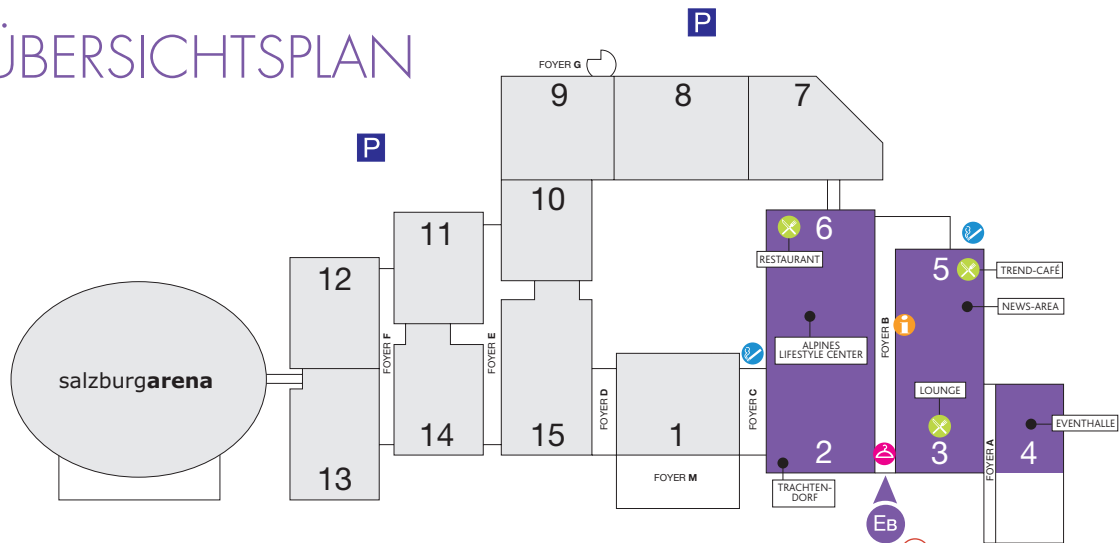 ÜBERSICHTSPLAN
P
P
FOYER G
9
8
7
10
11
12
6
RESTAURANT
5
TREND-CAFÉ
NEWS-AREA
FOYER B
i
ALPINES
LIFESTYLE CENTER
salzburgarena
FOYER F
FOYER E
FOYER D
FOYER C
LOUNGE
EVENTHALLE
13
14
15
1
2
3
4
FOYER A
FOYER M
TRACHTEN-
DORF
EB